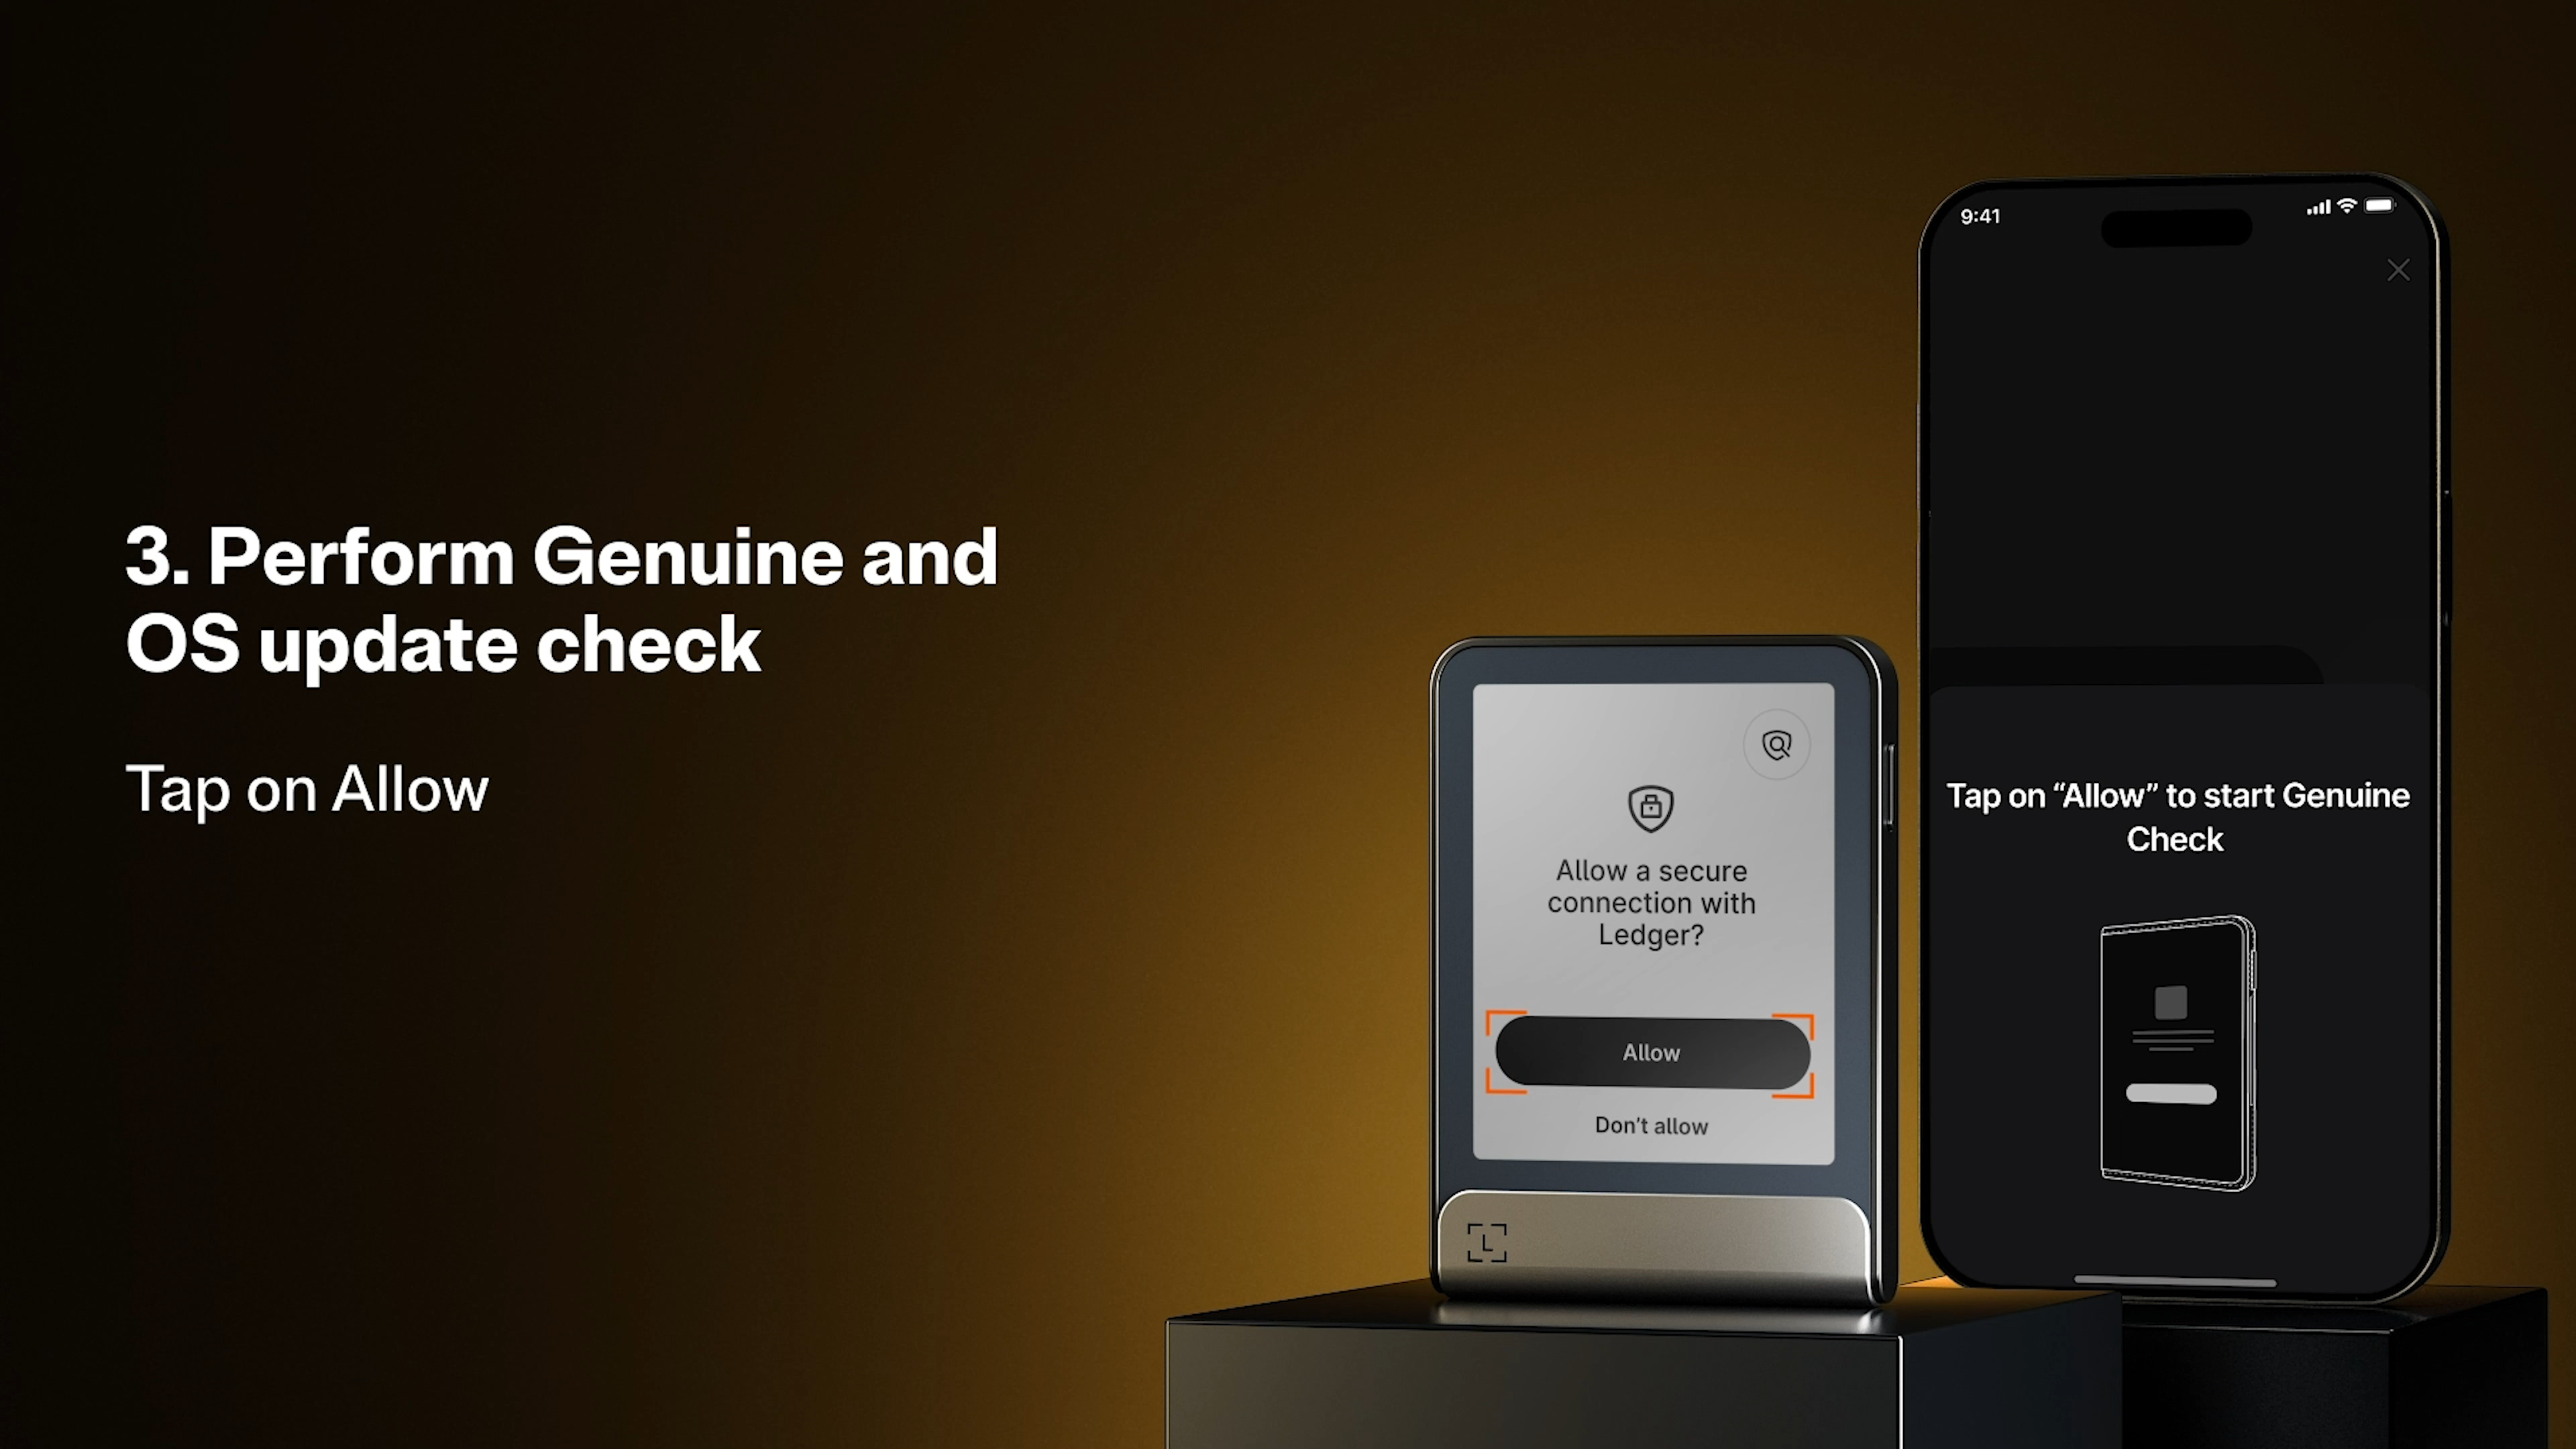 3. Perform Genuine and
OS update check
Tap on Allow
Allow a secure
connection with
Ledger?
Allow
Don't allow
L
9:41
Tap on “Allow” to start Genuine
Check